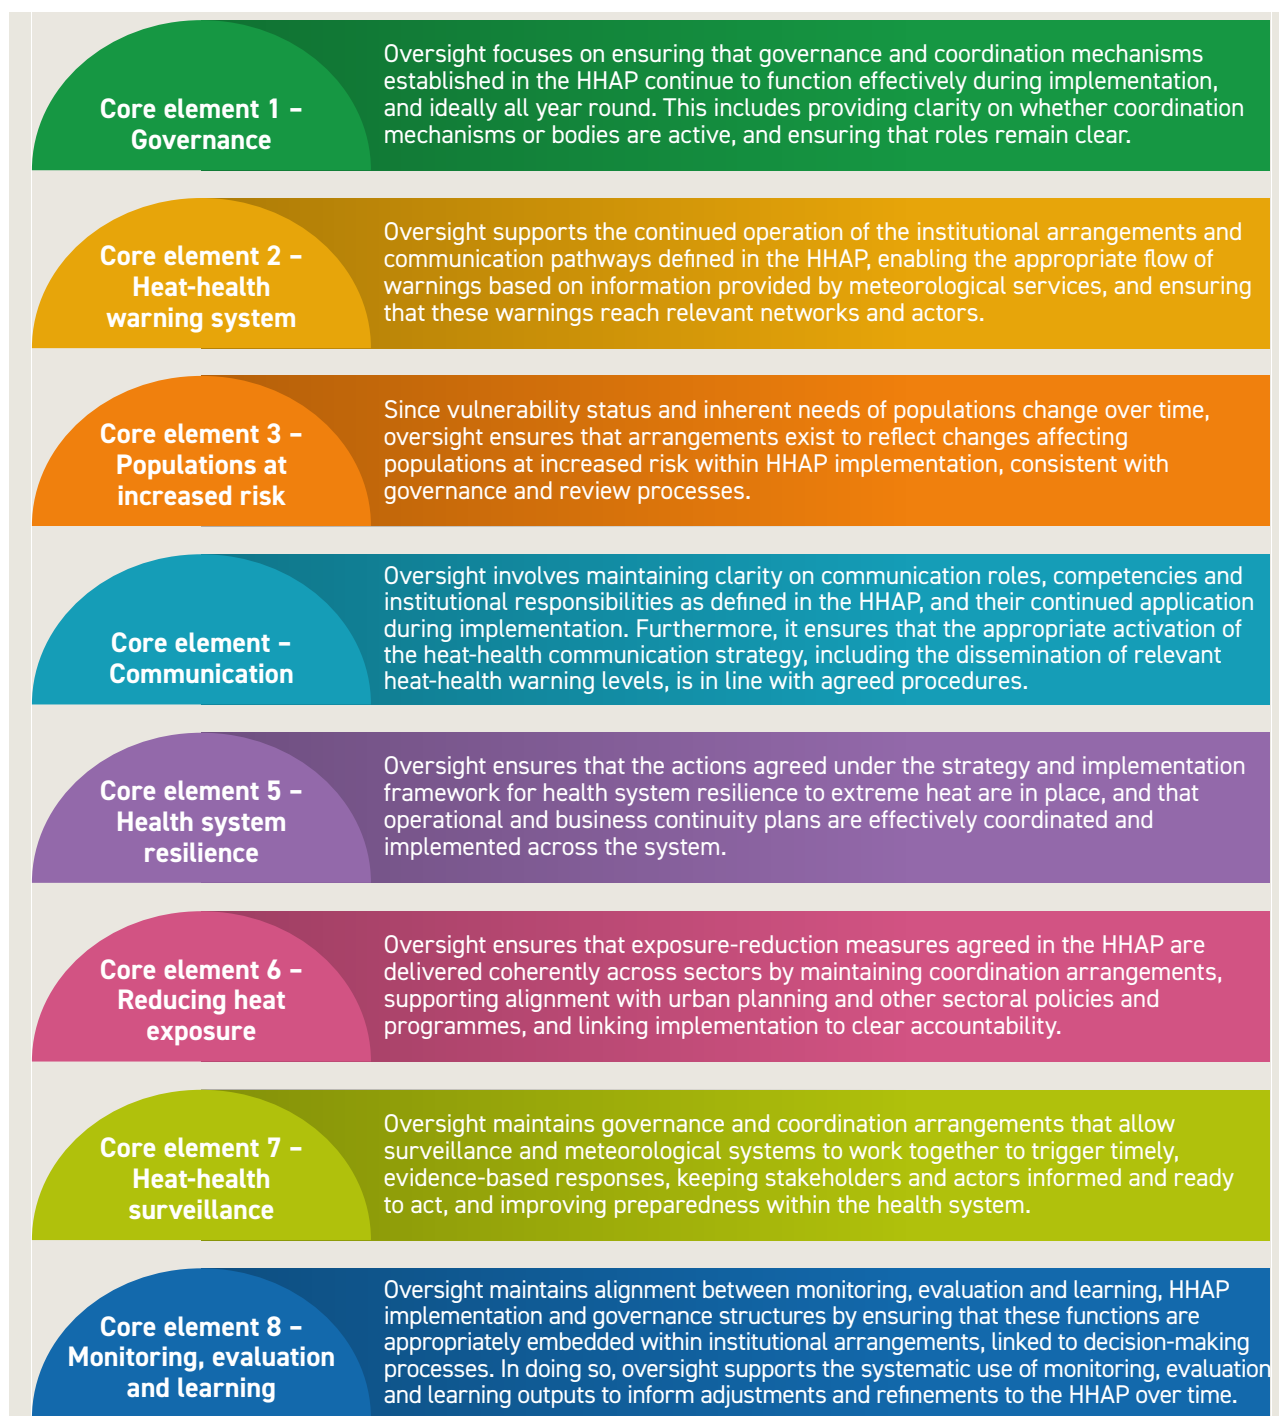 Core element 1 –
Governance
Oversight focuses on ensuring that governance and coordination mechanisms
established in the HHAP continue to function effectively during implementation,
and ideally all year round. This includes providing clarity on whether coordination
mechanisms or bodies are active, and ensuring that roles remain clear.
Core element 2 –
Heat-health
warning system
Oversight supports the continued operation of the institutional arrangements and
communication pathways defined in the HHAP, enabling the appropriate flow of
warnings based on information provided by meteorological services, and ensuring
that these warnings reach relevant networks and actors.
Core element 3 –
Populations at
increased risk
Since vulnerability status and inherent needs of populations change over time,
oversight ensures that arrangements exist to reflect changes affecting
populations at increased risk within HHAP implementation, consistent with
governance and review processes.
Core element –
Communication
Oversight involves maintaining clarity on communication roles, competencies and
institutional responsibilities as defined in the HHAP, and their continued application
during implementation. Furthermore, it ensures that the appropriate activation of
the heat-health communication strategy, including the dissemination of relevant
heat-health warning levels, is in line with agreed procedures.
Core element 5 –
Health system
resilience
Oversight ensures that the actions agreed under the strategy and implementation
framework for health system resilience to extreme heat are in place, and that
operational and business continuity plans are effectively coordinated and
implemented across the system.
Core element 6 –
Reducing heat
exposure
Oversight ensures that exposure-reduction measures agreed in the HHAP are
delivered coherently across sectors by maintaining coordination arrangements,
supporting alignment with urban planning and other sectoral policies and
programmes, and linking implementation to clear accountability.
Core element 7 –
Heat-health
surveillance
Oversight maintains governance and coordination arrangements that allow
surveillance and meteorological systems to work together to trigger timely,
evidence-based responses, keeping stakeholders and actors informed and ready
to act, and improving preparedness within the health system.
Core element 8 –
Monitoring, evaluation
and learning
Oversight maintains alignment between monitoring, evaluation and learning, HHAP
implementation and governance structures by ensuring that these functions are
appropriately embedded within institutional arrangements, linked to decision-making
processes. In doing so, oversight supports the systematic use of monitoring, evaluation
and learning outputs to inform adjustments and refinements to the HHAP over time.